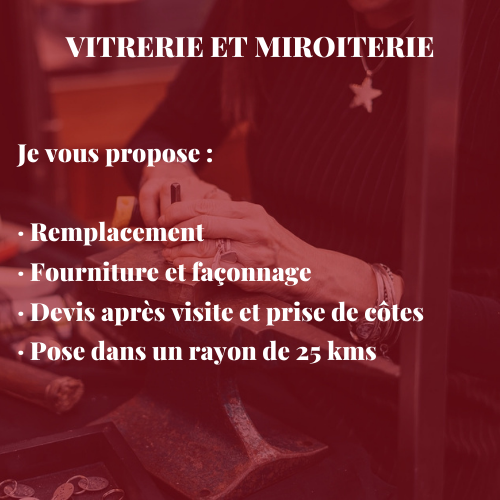 VITRERIE ET MIROITERIE
Je vous propose :
· Remplacement
· Fourniture et façonnage
· Devis après visite et prise de côtes
· Pose dans un rayon de 25 kms